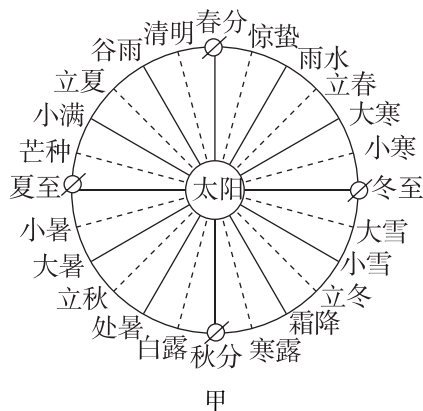 春分
清明
惊蛰
谷雨
雨水
立夏
立春
小满
大寒
芒种
小寒
夏至
太阳
冬至
小暑
大雪
大暑
小雪
立秋
立冬
处暑
霜降
白露
秋分
寒露
甲